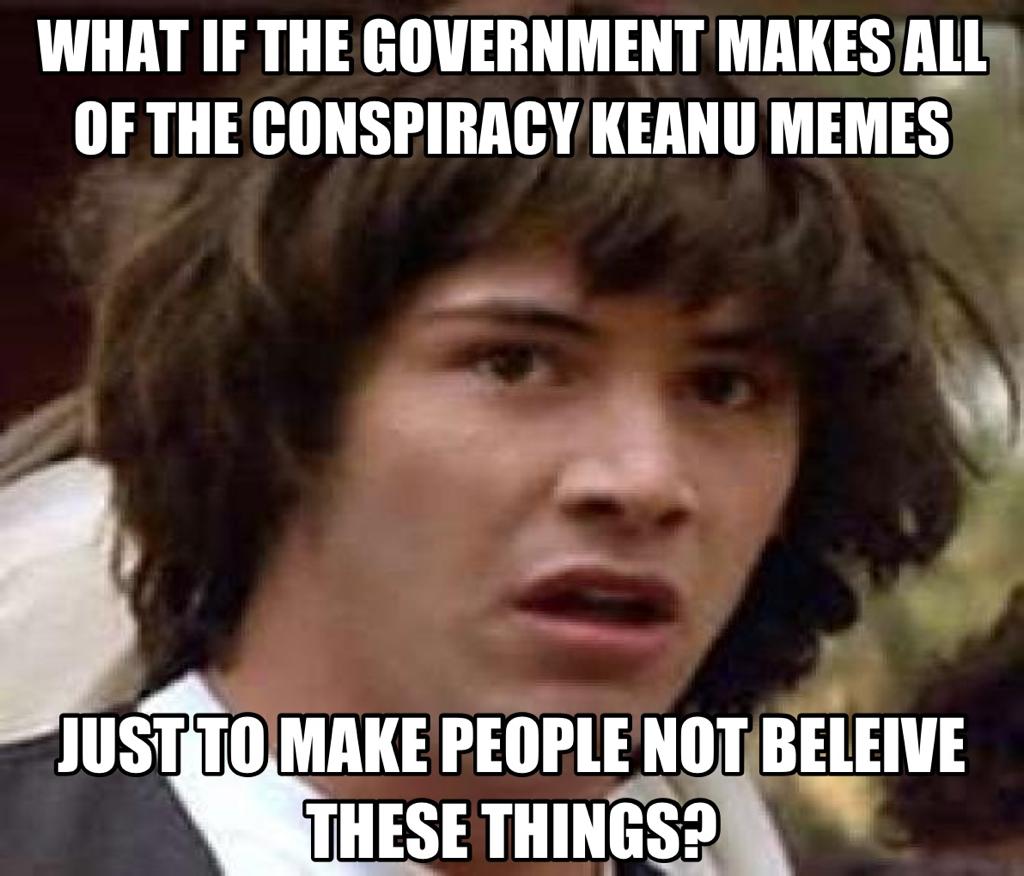 WHAT IF THE GOVERNMENT MAKES ALL
OF THE CONSPIRACY KEANU MEMES
JUST TO MAKE PEOPLE NOT BELEIVE
THESE THINGS?